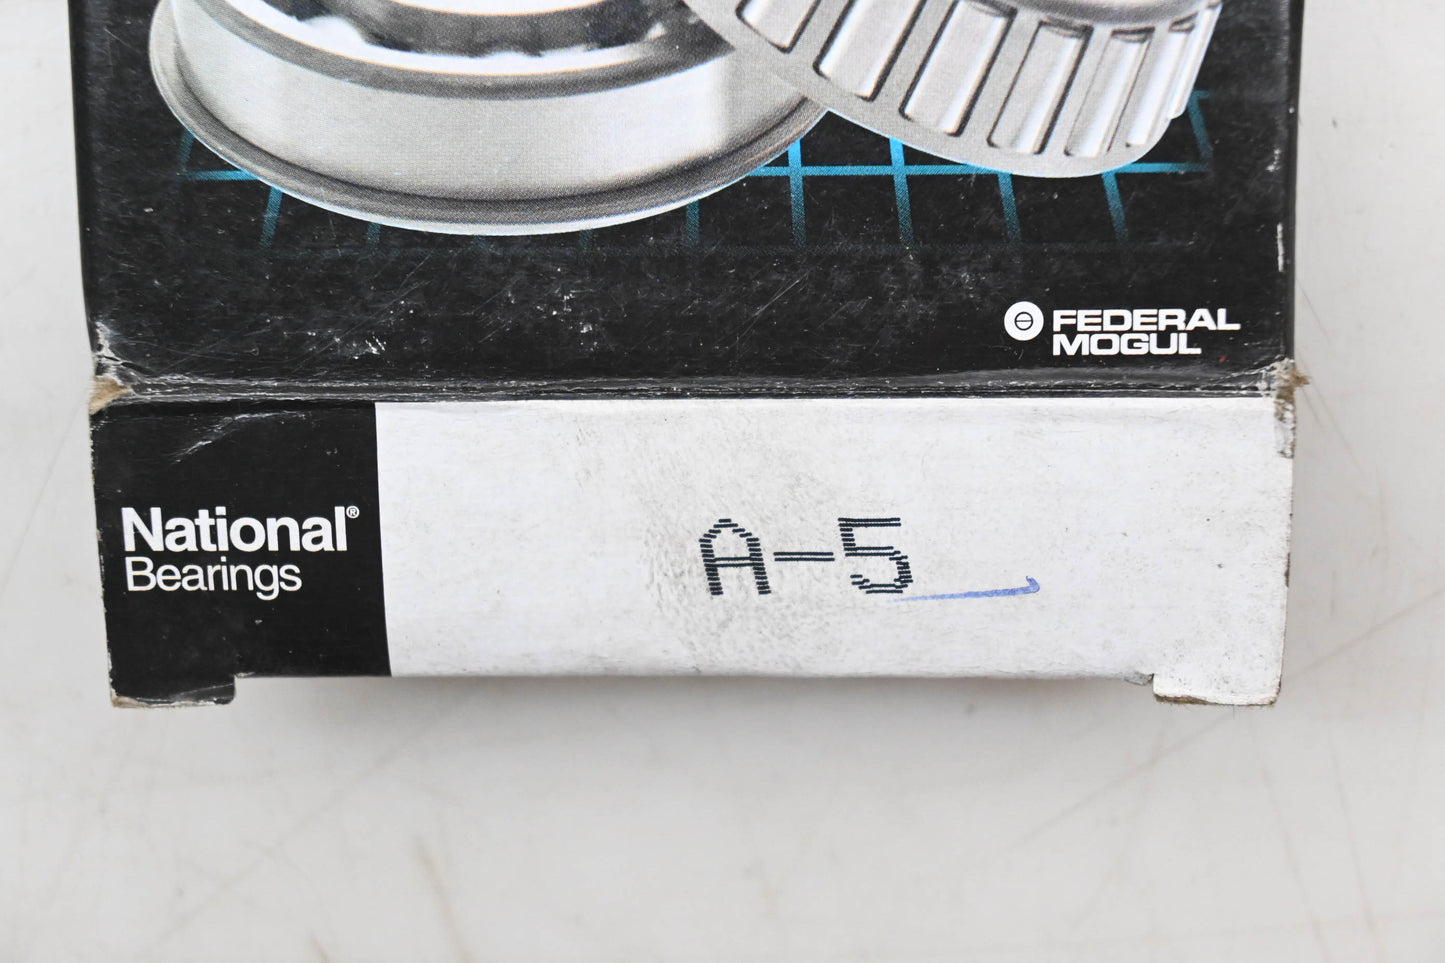 FEDERAL
MOGUL
National®
Bearings
A-5